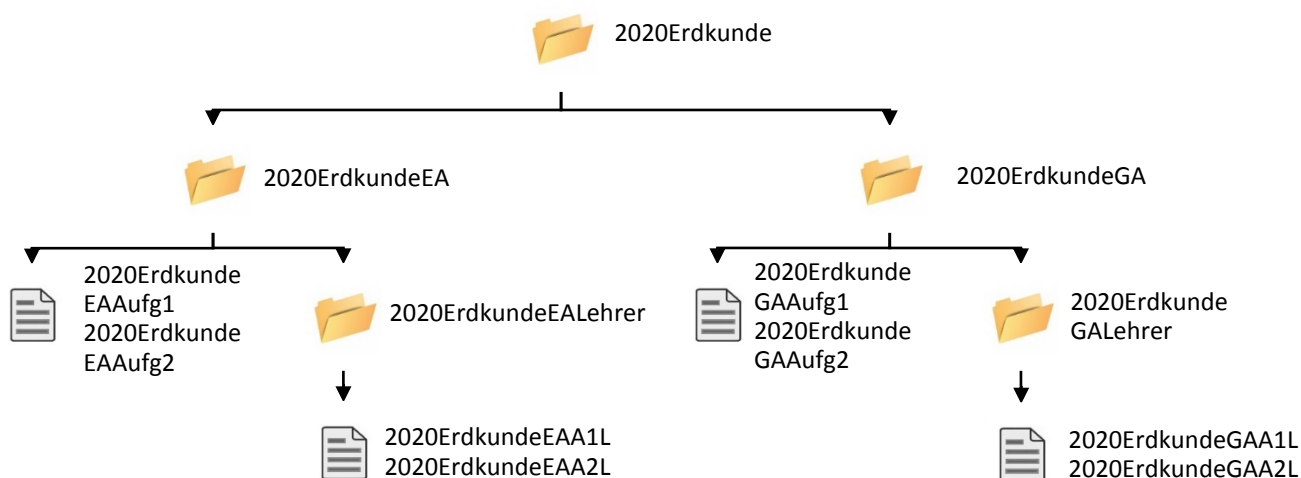 2020Erdkunde
2020ErdkundeEA
2020ErdkundeGA
2020Erdkunde
EAAufg1
2020Erdkunde
EAAufg2
2020ErdkundeEALehrer
2020Erdkunde
GAAufg1
2020Erdkunde
GAAufg2
2020Erdkunde
GALehrer
2020ErdkundeEAA1L
2020ErdkundeEAA2L
2020ErdkundeGAA1L
2020ErdkundeGAA2L